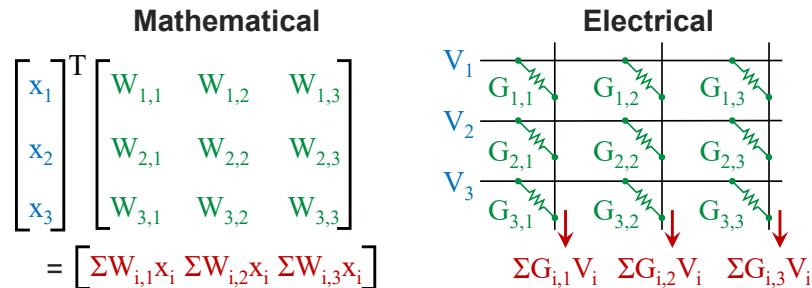 Mathematical
x₁ T W₁,₁ W₁,₂ W₁,₃
x₂ W₂,₁ W₂,₂ W₂,₃
x₃ W₃,₁ W₃,₂ W₃,₃
= [ΣWᵢ,₁xᵢ ΣWᵢ,₂xᵢ ΣWᵢ,₃xᵢ]
Electrical
V₁
G₁,₁ G₁,₂ G₁,₃
V₂
G₂,₁ G₂,₂ G₂,₃
V₃
G₃,₁ G₃,₂ G₃,₃
ΣGᵢ,₁Vᵢ ΣGᵢ,₂Vᵢ ΣGᵢ,₃Vᵢ